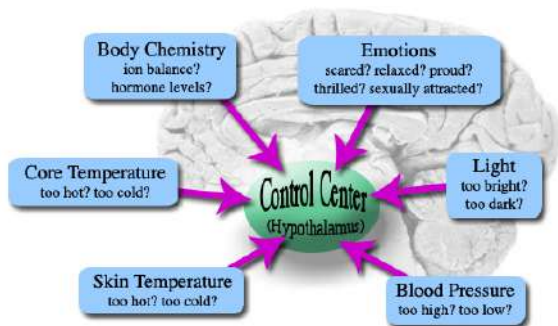 Body Chemistry
ion balance?
hormone levels?
Emotions
scared? relaxed? proud?
thrilled? sexually attracted?
Core Temperature
too hot? too cold?
Control Center
(Hypothalamus)
Light
too bright?
too dark?
Skin Temperature
too hot? too cold?
Blood Pressure
too high? too low?